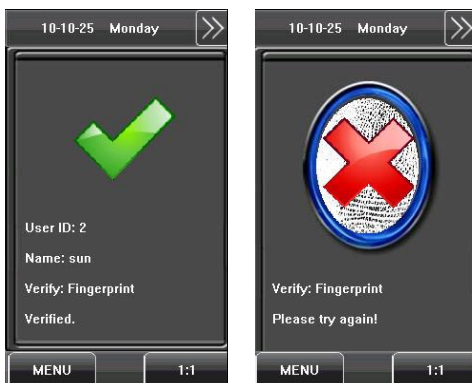 10-10-25 Monday
User ID: 2
Name: sun
Verify: Fingerprint
Verified.
MENU
1:1
10-10-25 Monday
Verify: Fingerprint
Please try again!
MENU
1:1